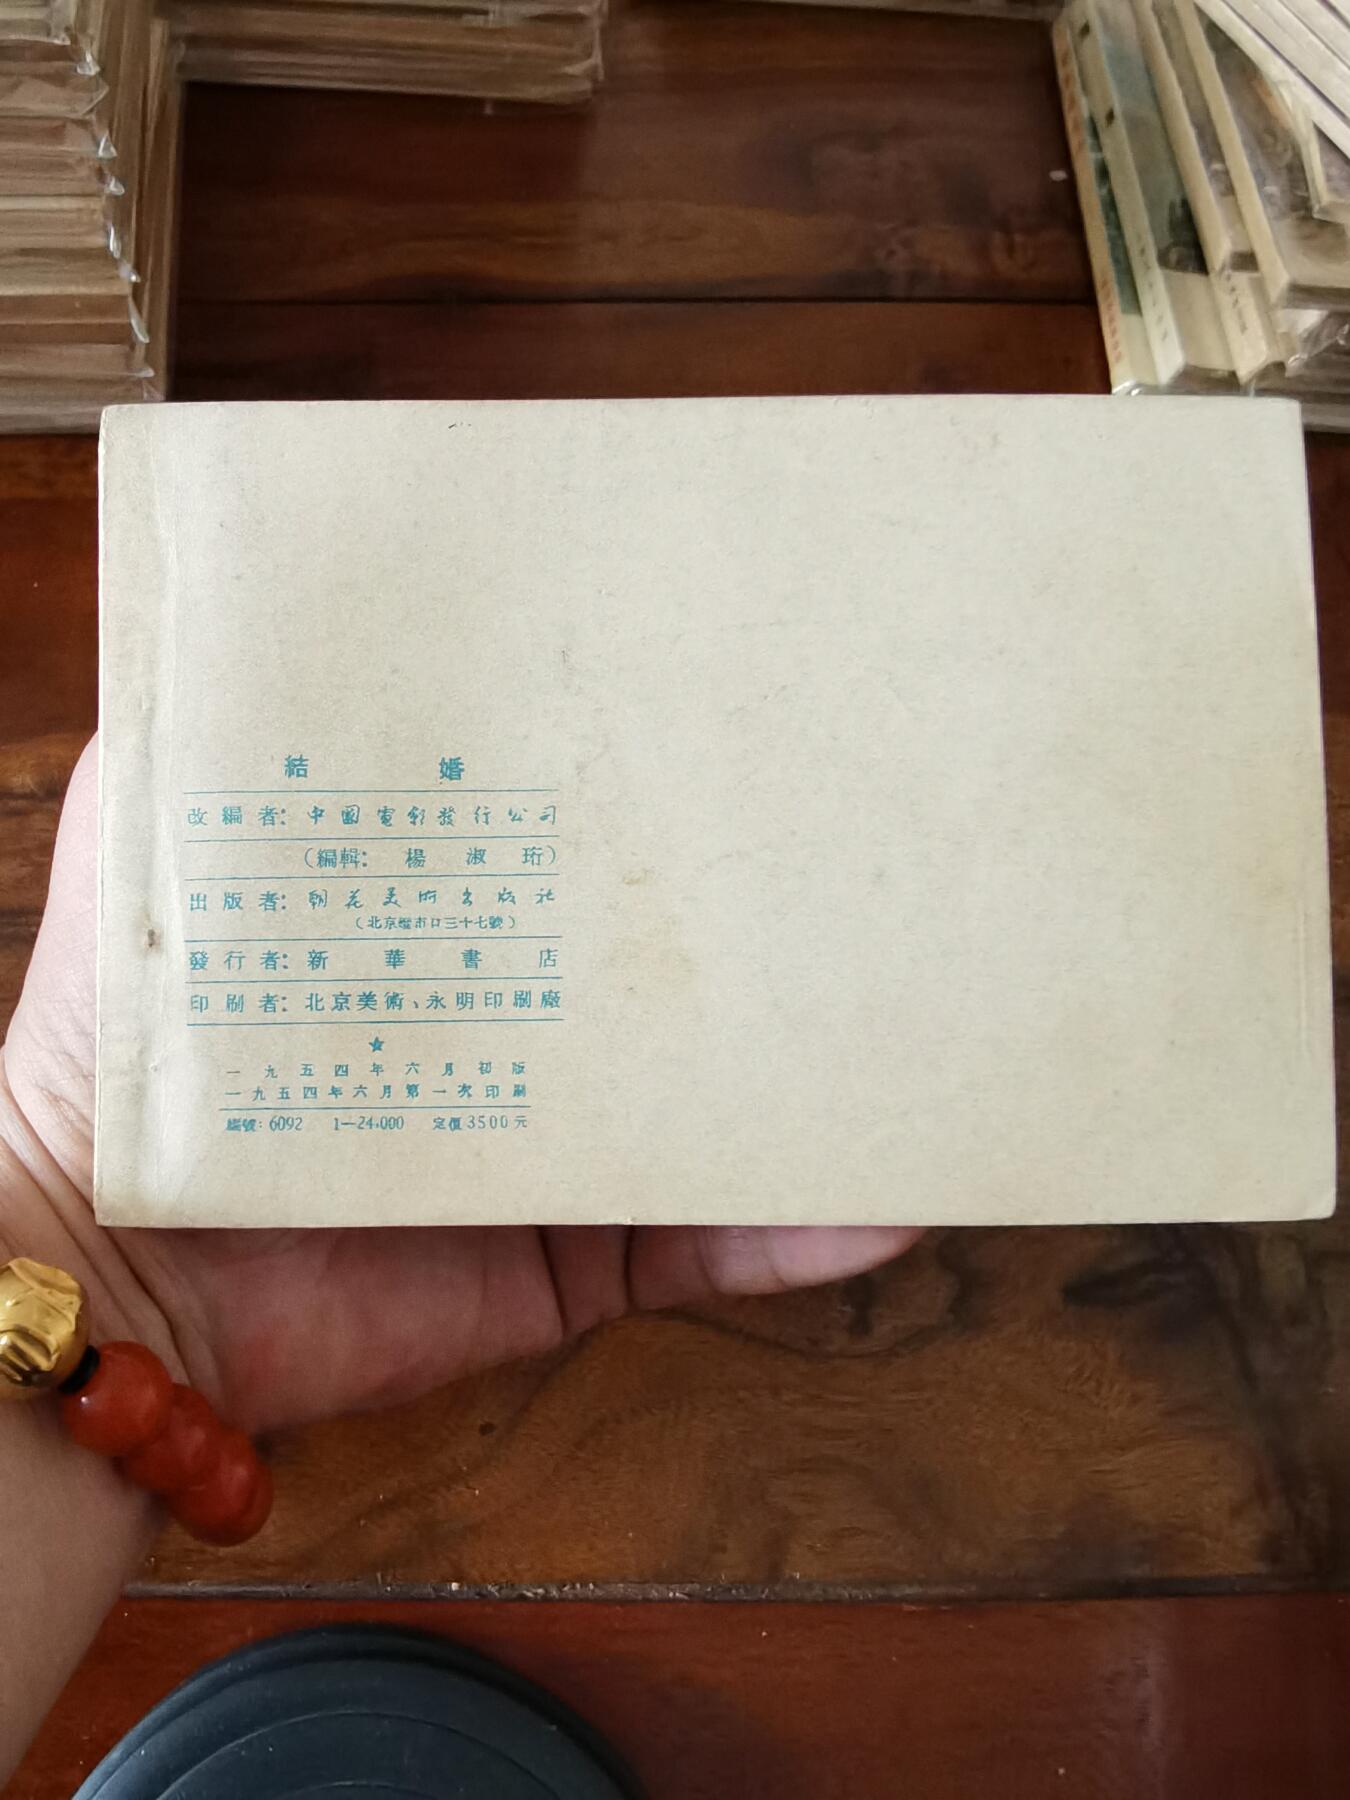 結 婚
改編者：中國電影發行公司
（編輯：楊淑珩）
出版者：朝花美術出版社
（北京燈市口三十七號）
發行者：新華書店
印刷者：北京美術、永明印刷廠
一九五四年六月初版
一九五四年六月第一次印刷
編號：6092 1—24,000 定價3500元